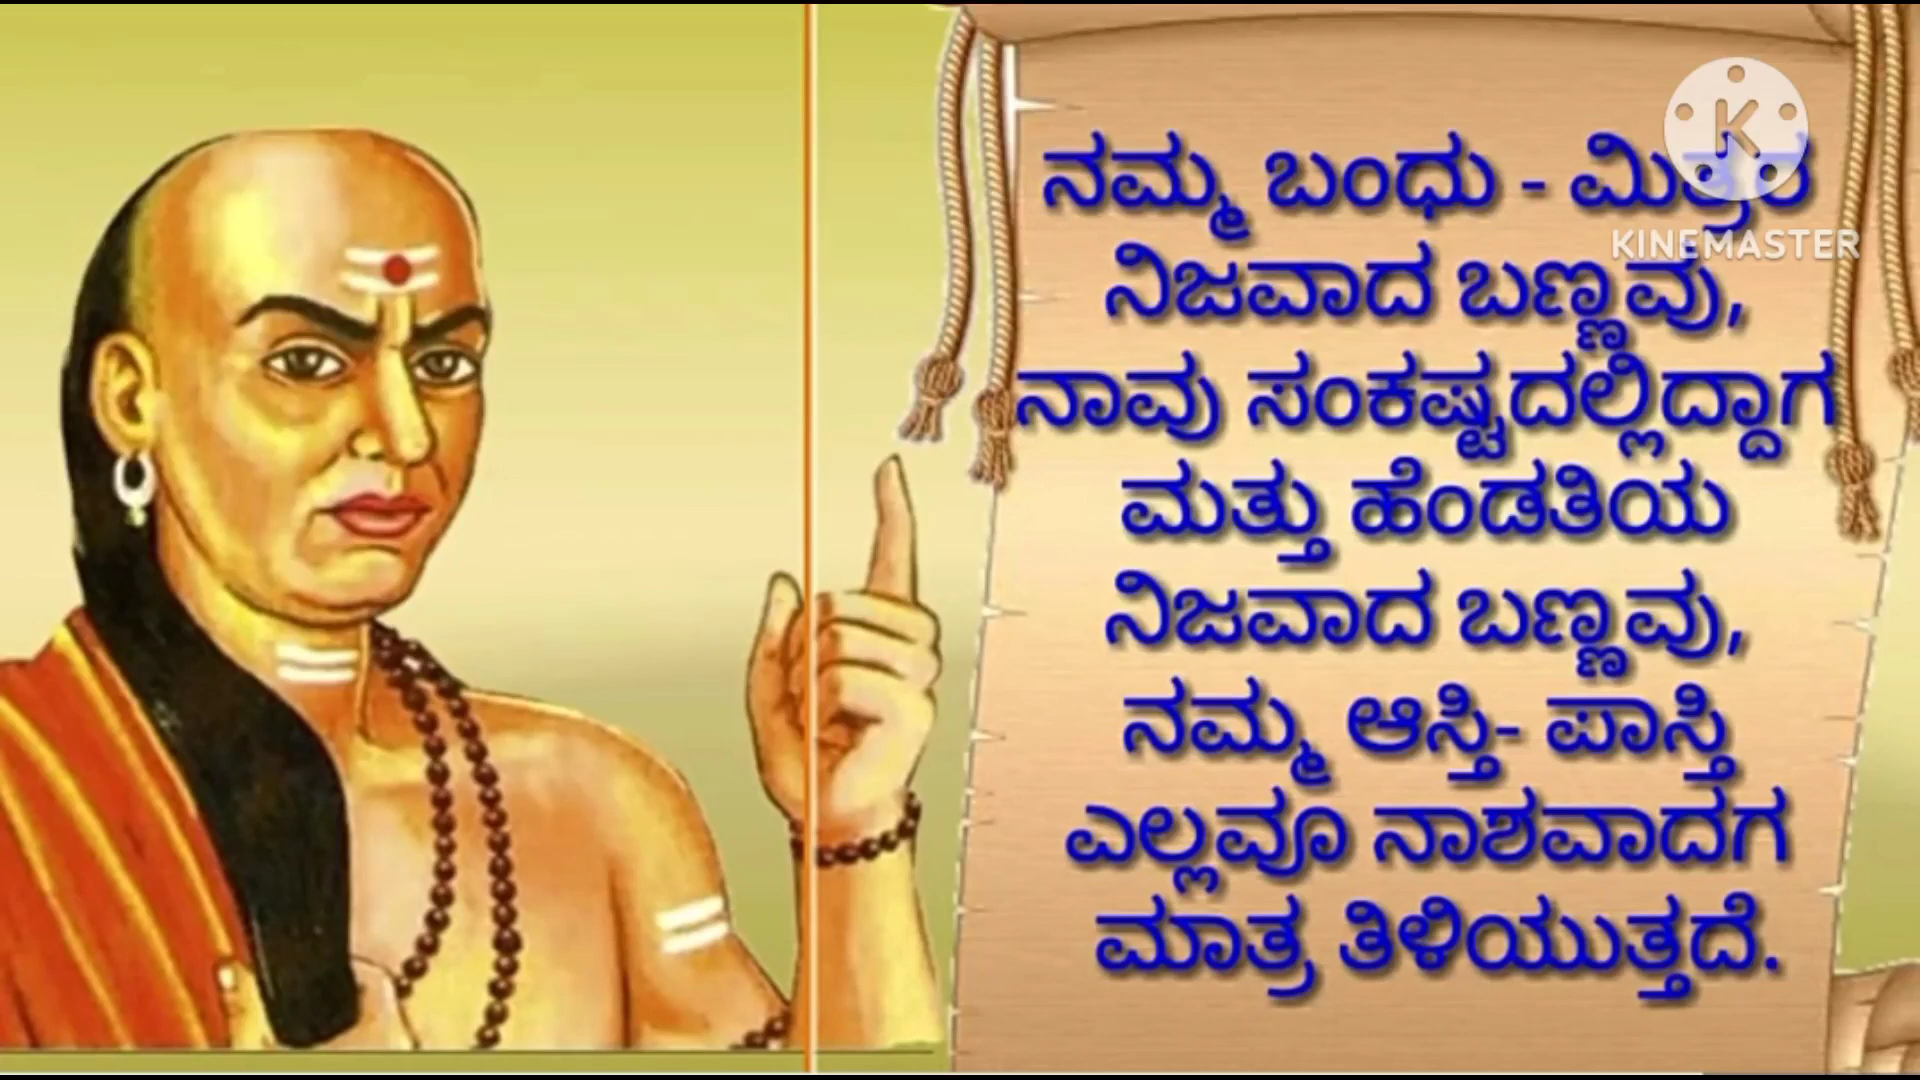 ನಮ್ಮ ಬಂಧು - ಮಿತ್ರರ
ನಿಜವಾದ ಬಣ್ಣವು,
ನಾವು ಸಂಕಷ್ಟದಲ್ಲಿದ್ದಾಗ
ಮತ್ತು ಹೆಂಡತಿಯ
ನಿಜವಾದ ಬಣ್ಣವು,
ನಮ್ಮ ಆಸ್ತಿ- ಪಾಸ್ತಿ
ಎಲ್ಲವೂ ನಾಶವಾದಗ
ಮಾತ್ರ ತಿಳಿಯುತ್ತದೆ.
K
KINEMASTER